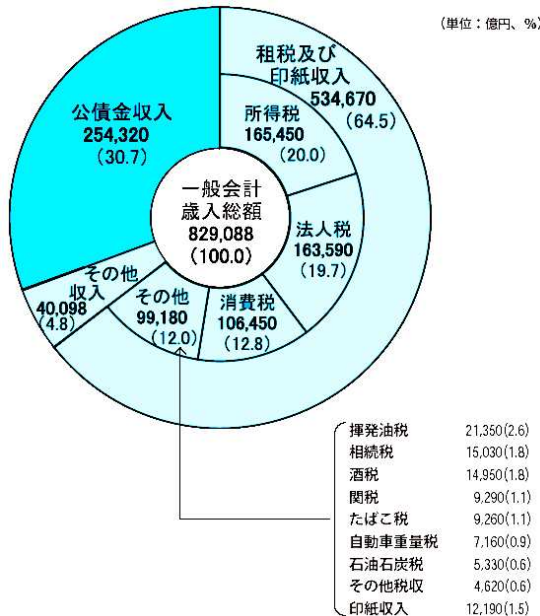 (単位：億円、%)
租税及び
印紙収入
534,670
(64.5)
公債金収入
254,320
(30.7)
所得税
165,450
(20.0)
一般会計
歳入総額
829,088
(100.0)
法人税
163,590
(19.7)
その他
収入
40,098
(4.8)
その他
99,180
(12.0)
消費税
106,450
(12.8)
揮発油税 21,350(2.6)
相続税 15,030(1.8)
酒税 14,950(1.8)
関税 9,290(1.1)
たばこ税 9,260(1.1)
自動車重量税 7,160(0.9)
石油石炭税 5,330(0.6)
その他税収 4,620(0.6)
印紙収入 12,190(1.5)